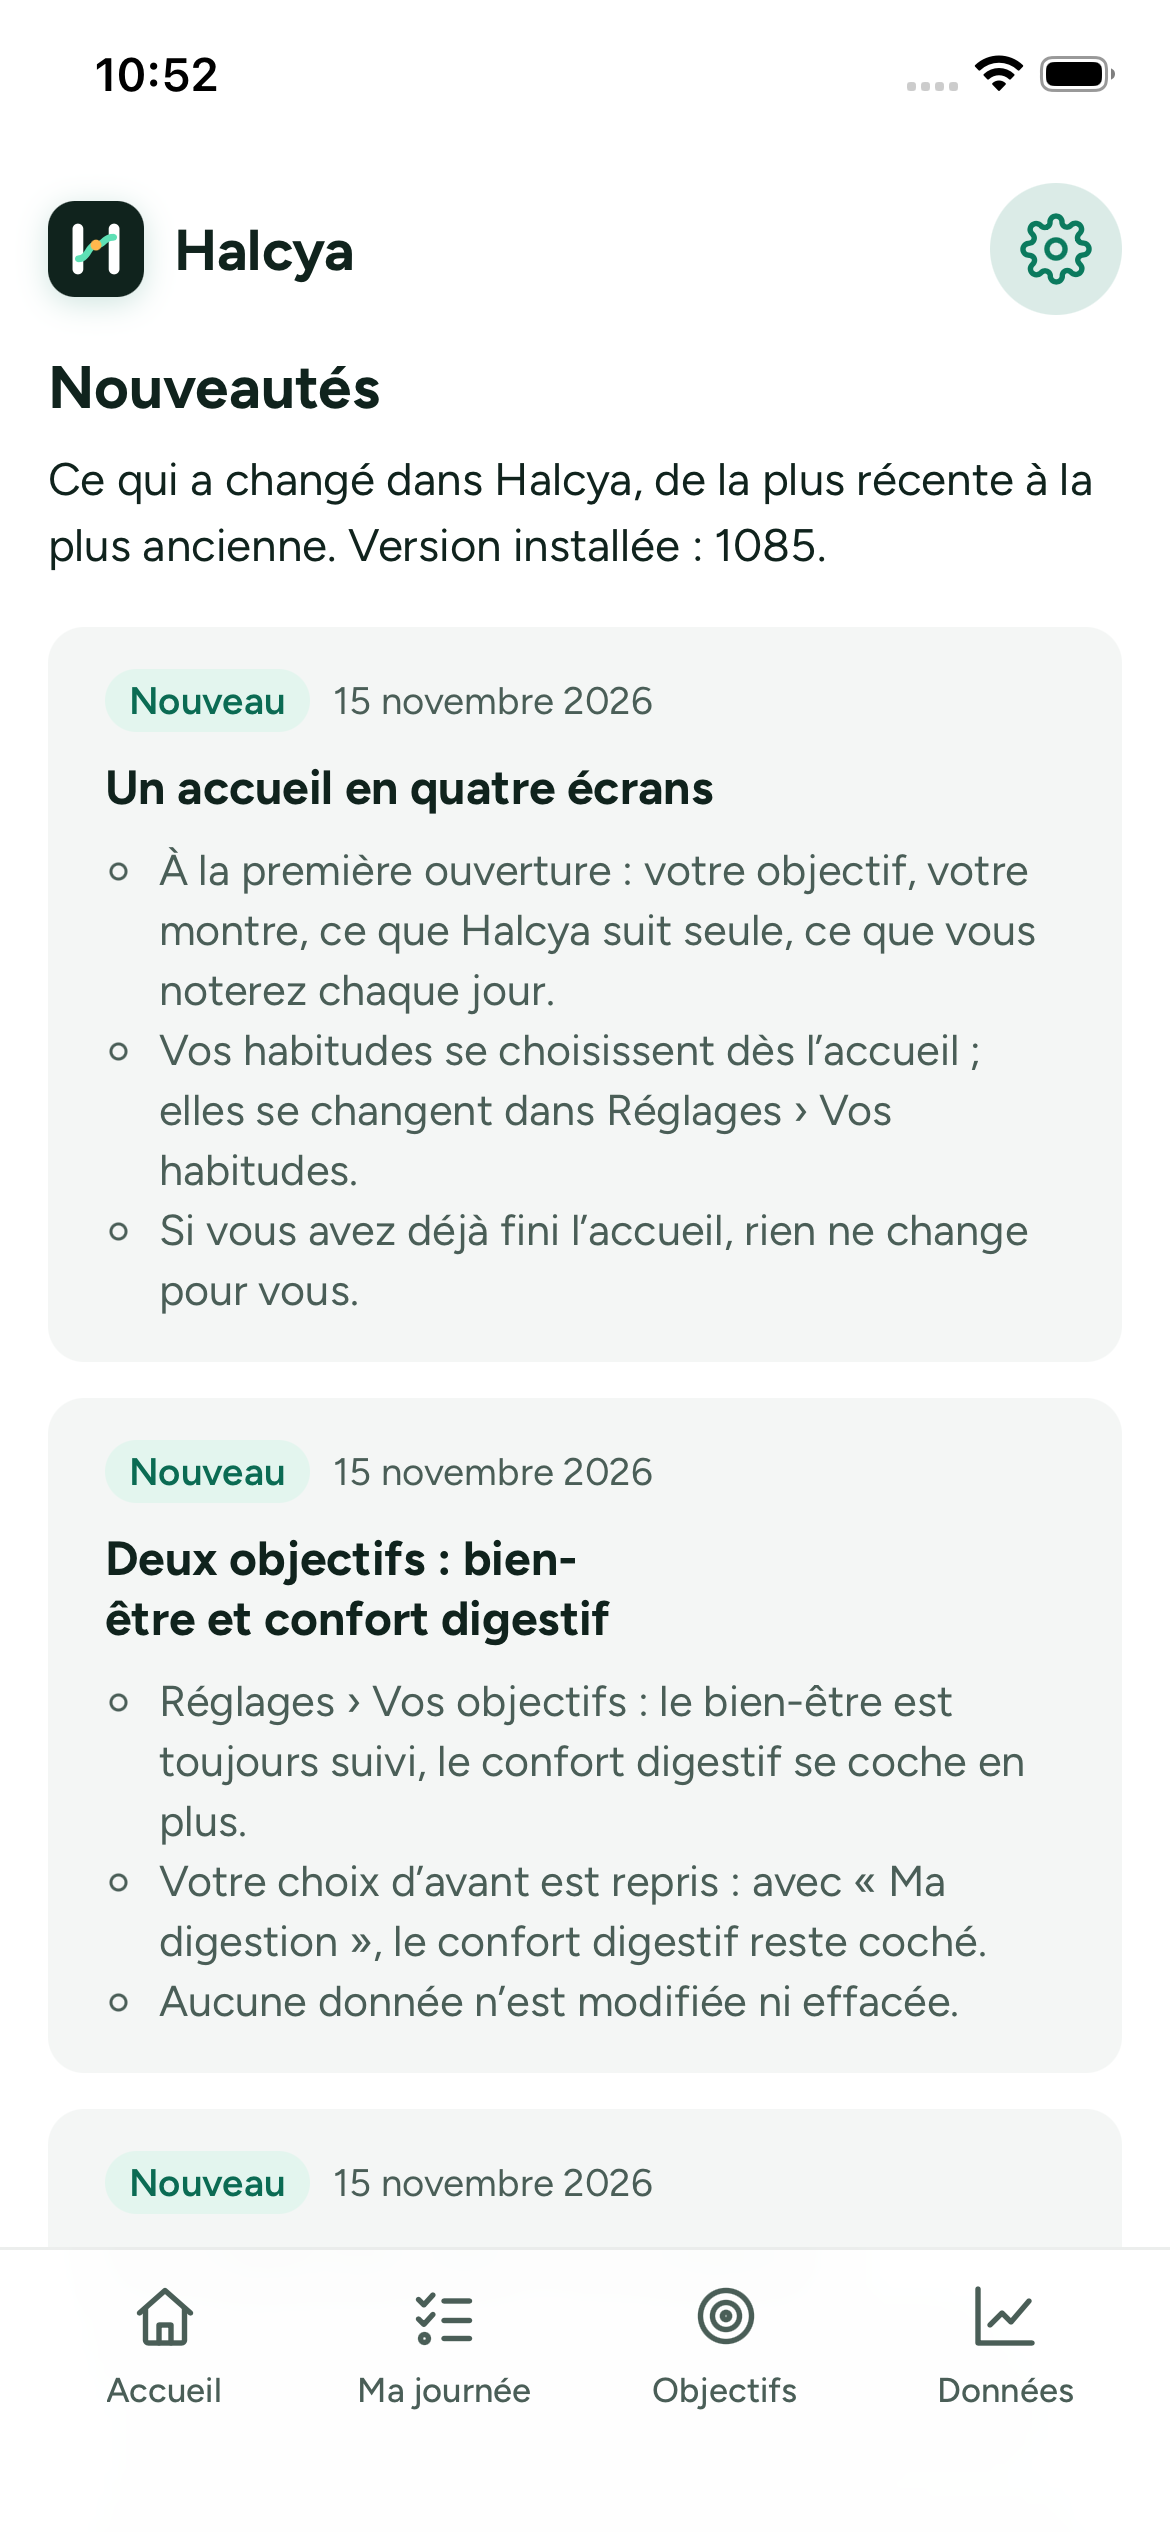 10:52
Halcya
Nouveautés
Ce qui a changé dans Halcya, de la plus récente à la
plus ancienne. Version installée : 1085.
Nouveau 15 novembre 2026
Un accueil en quatre écrans
À la première ouverture : votre objectif, votre
montre, ce que Halcya suit seule, ce que vous
noterez chaque jour.
Vos habitudes se choisissent dès l’accueil ;
elles se changent dans Réglages › Vos
habitudes.
Si vous avez déjà fini l’accueil, rien ne change
pour vous.
Nouveau 15 novembre 2026
Deux objectifs : bien-
être et confort digestif
Réglages › Vos objectifs : le bien-être est
toujours suivi, le confort digestif se coche en
plus.
Votre choix d’avant est repris : avec « Ma
digestion », le confort digestif reste coché.
Aucune donnée n’est modifiée ni effacée.
Nouveau 15 novembre 2026
Accueil Ma journée Objectifs Données